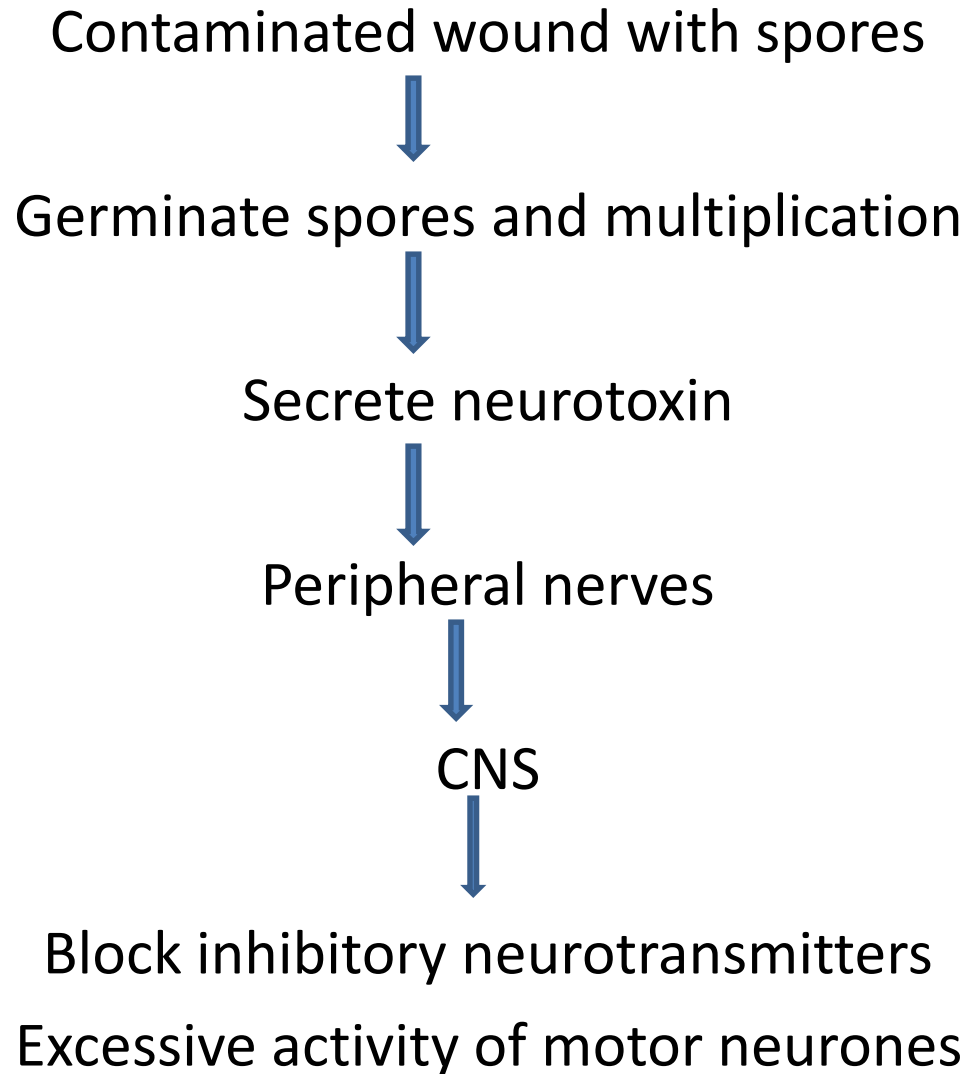 Contaminated wound with spores
Germinate spores and multiplication
Secrete neurotoxin
Peripheral nerves
CNS
Block inhibitory neurotransmitters
Excessive activity of motor neurones